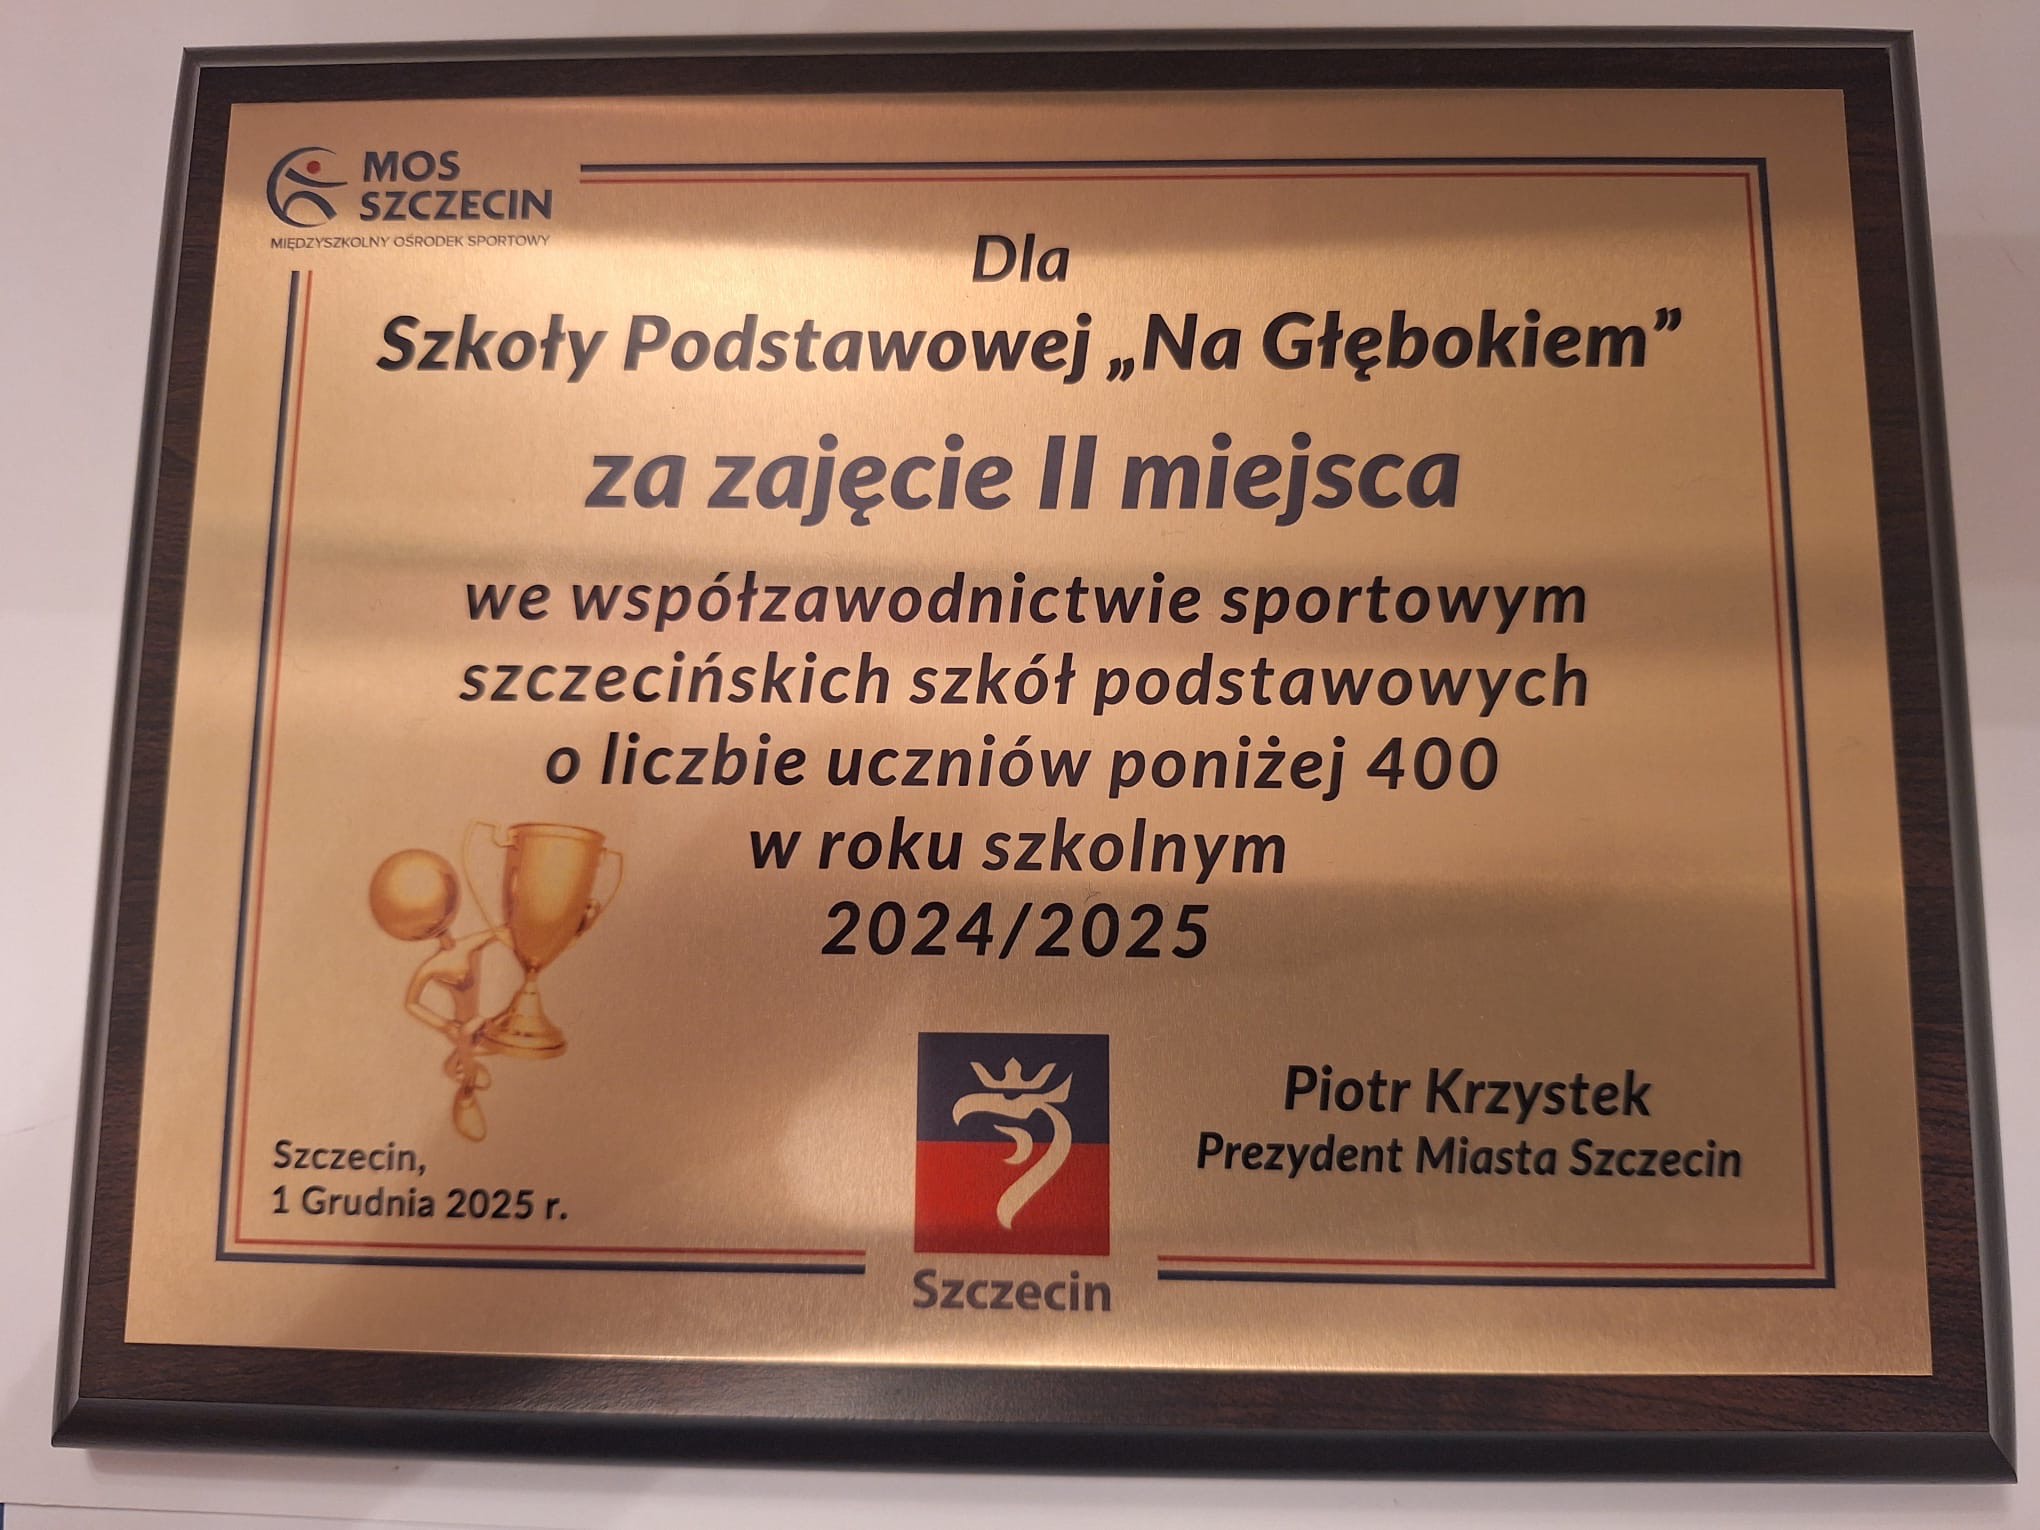 MOS
SZCZECIN
MIĘDZYSZKOLNY OŚRODEK SPORTOWY
Dla
Szkoły Podstawowej „Na Głębokiem”
za zajęcie II miejsca
we współzawodnictwie sportowym
szczecińskich szkół podstawowych
o liczbie uczniów poniżej 400
w roku szkolnym
2024/2025
Szczecin,
1 Grudnia 2025 r.
Szczecin
Piotr Krzystek
Prezydent Miasta Szczecin